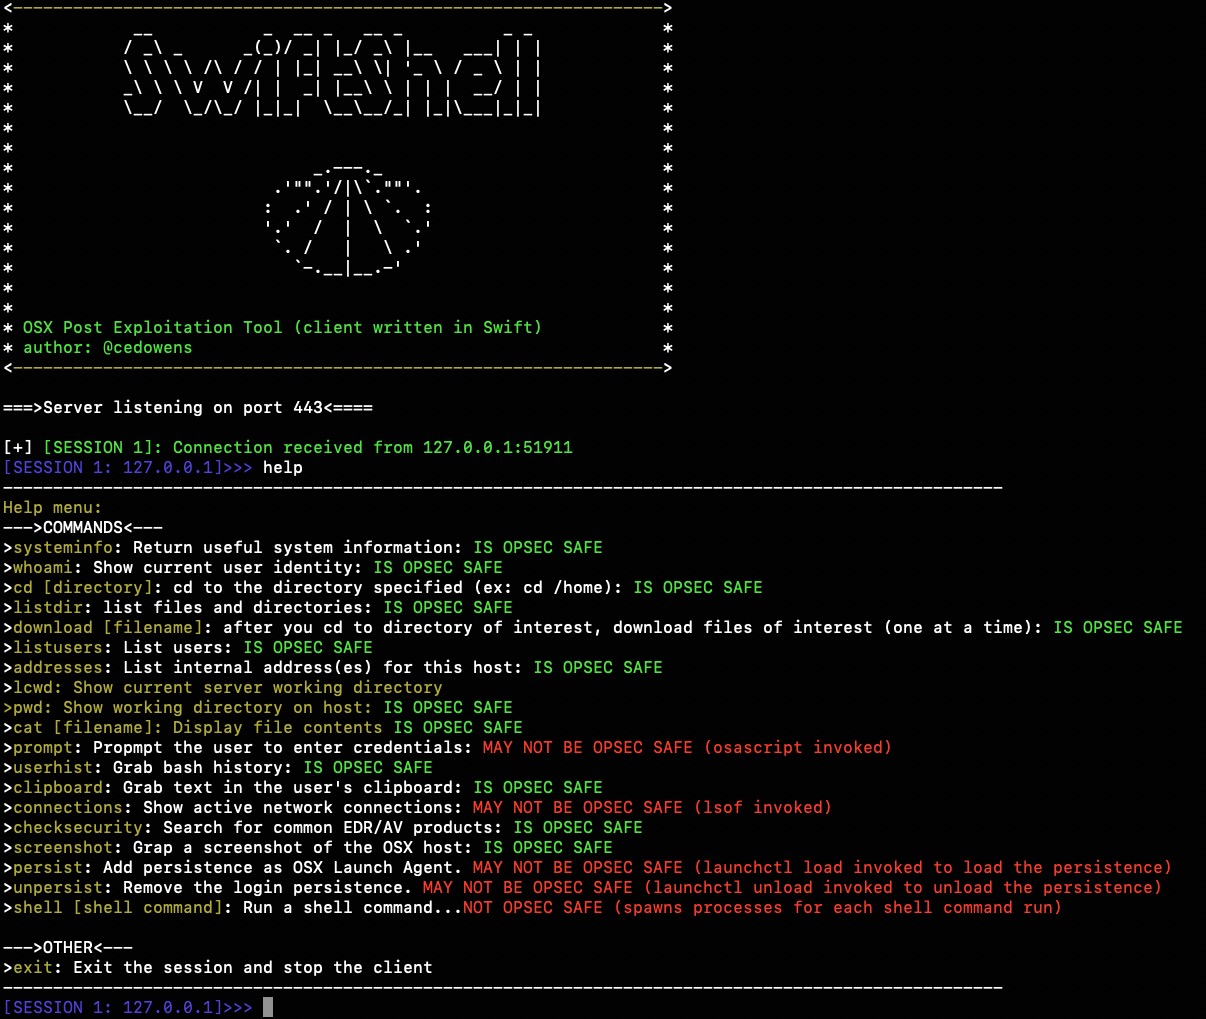 <----------------------------------------------------------------->
SwiftShell
* OSX Post Exploitation Tool (client written in Swift) *
* author: @cedowens *
<----------------------------------------------------------------->
===>Server listening on port 443<====
[+] [SESSION 1]: Connection received from 127.0.0.1:51911
[SESSION 1: 127.0.0.1]>>> help
----------------------------------------------------------------------------------------------------
Help menu:
--->COMMANDS<---
>systeminfo: Return useful system information: IS OPSEC SAFE
>whoami: Show current user identity: IS OPSEC SAFE
>cd [directory]: cd to the directory specified (ex: cd /home): IS OPSEC SAFE
>listdir: list files and directories: IS OPSEC SAFE
>download [filename]: after you cd to directory of interest, download files of interest (one at a time): IS OPSEC SAFE
>listusers: List users: IS OPSEC SAFE
>addresses: List internal address(es) for this host: IS OPSEC SAFE
>lcwd: Show current server working directory
>pwd: Show working directory on host: IS OPSEC SAFE
>cat [filename]: Display file contents IS OPSEC SAFE
>prompt: Propmpt the user to enter credentials: MAY NOT BE OPSEC SAFE (osascript invoked)
>userhist: Grab bash history: IS OPSEC SAFE
>clipboard: Grab text in the user's clipboard: IS OPSEC SAFE
>connections: Show active network connections: MAY NOT BE OPSEC SAFE (lsof invoked)
>checksecurity: Search for common EDR/AV products: IS OPSEC SAFE
>screenshot: Grap a screenshot of the OSX host: IS OPSEC SAFE
>persist: Add persistence as OSX Launch Agent. MAY NOT BE OPSEC SAFE (launchctl load invoked to load the persistence)
>unpersist: Remove the login persistence. MAY NOT BE OPSEC SAFE (launchctl unload invoked to unload the persistence)
>shell [shell command]: Run a shell command...NOT OPSEC SAFE (spawns processes for each shell command run)
--->OTHER<---
>exit: Exit the session and stop the client
----------------------------------------------------------------------------------------------------
[SESSION 1: 127.0.0.1]>>>